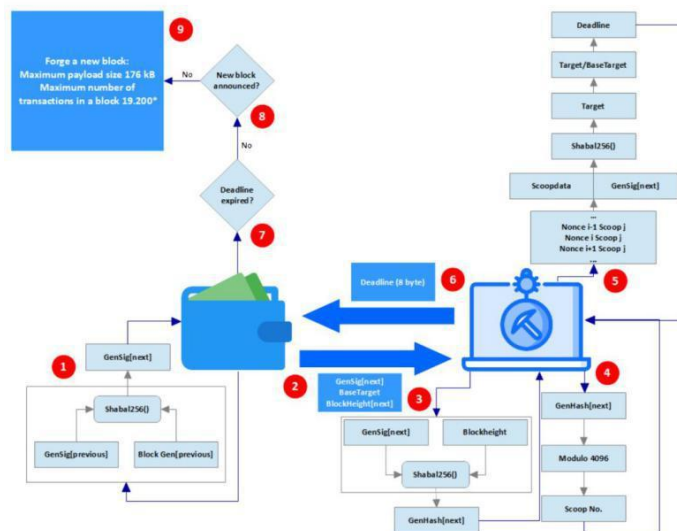 9
Forge a new block:
Maximum payload size 176 kB
Maximum number of
transactions in a block 19.200*
No
New block
announced?
8
No
Deadline
expired?
7
Deadline
Target/BaseTarget
Target
Shabal256()
Scoopdata
GenSig[next]
...
Nonce i-1 Scoop j
Nonce i Scoop j
Nonce i+1 Scoop j
...
5
Deadline (8 byte)
6
1
GenSig[next]
Shabal256()
GenSig[previous]
Block Gen[previous]
2
GenSig[next]
BaseTarget
BlockHeight[next]
3
GenSig[next]
Blockheight
Shabal256()
GenHash[next]
4
GenHash[next]
Modulo 4096
Scoop No.